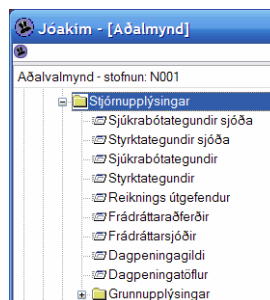 Jóakim - [Aðalmynd]
Aðalvalmynd - stofnun: N001
Stjórnupplýsingar
Sjúkrabótategundir sjóða
Styrktategundir sjóða
Sjúkrabótategundir
Styrktategundir
Reiknings útgefendur
Frádráttaraðferðir
Frádráttarsjóðir
Dagpeningagildi
Dagpeningatöflur
Grunnupplýsingar